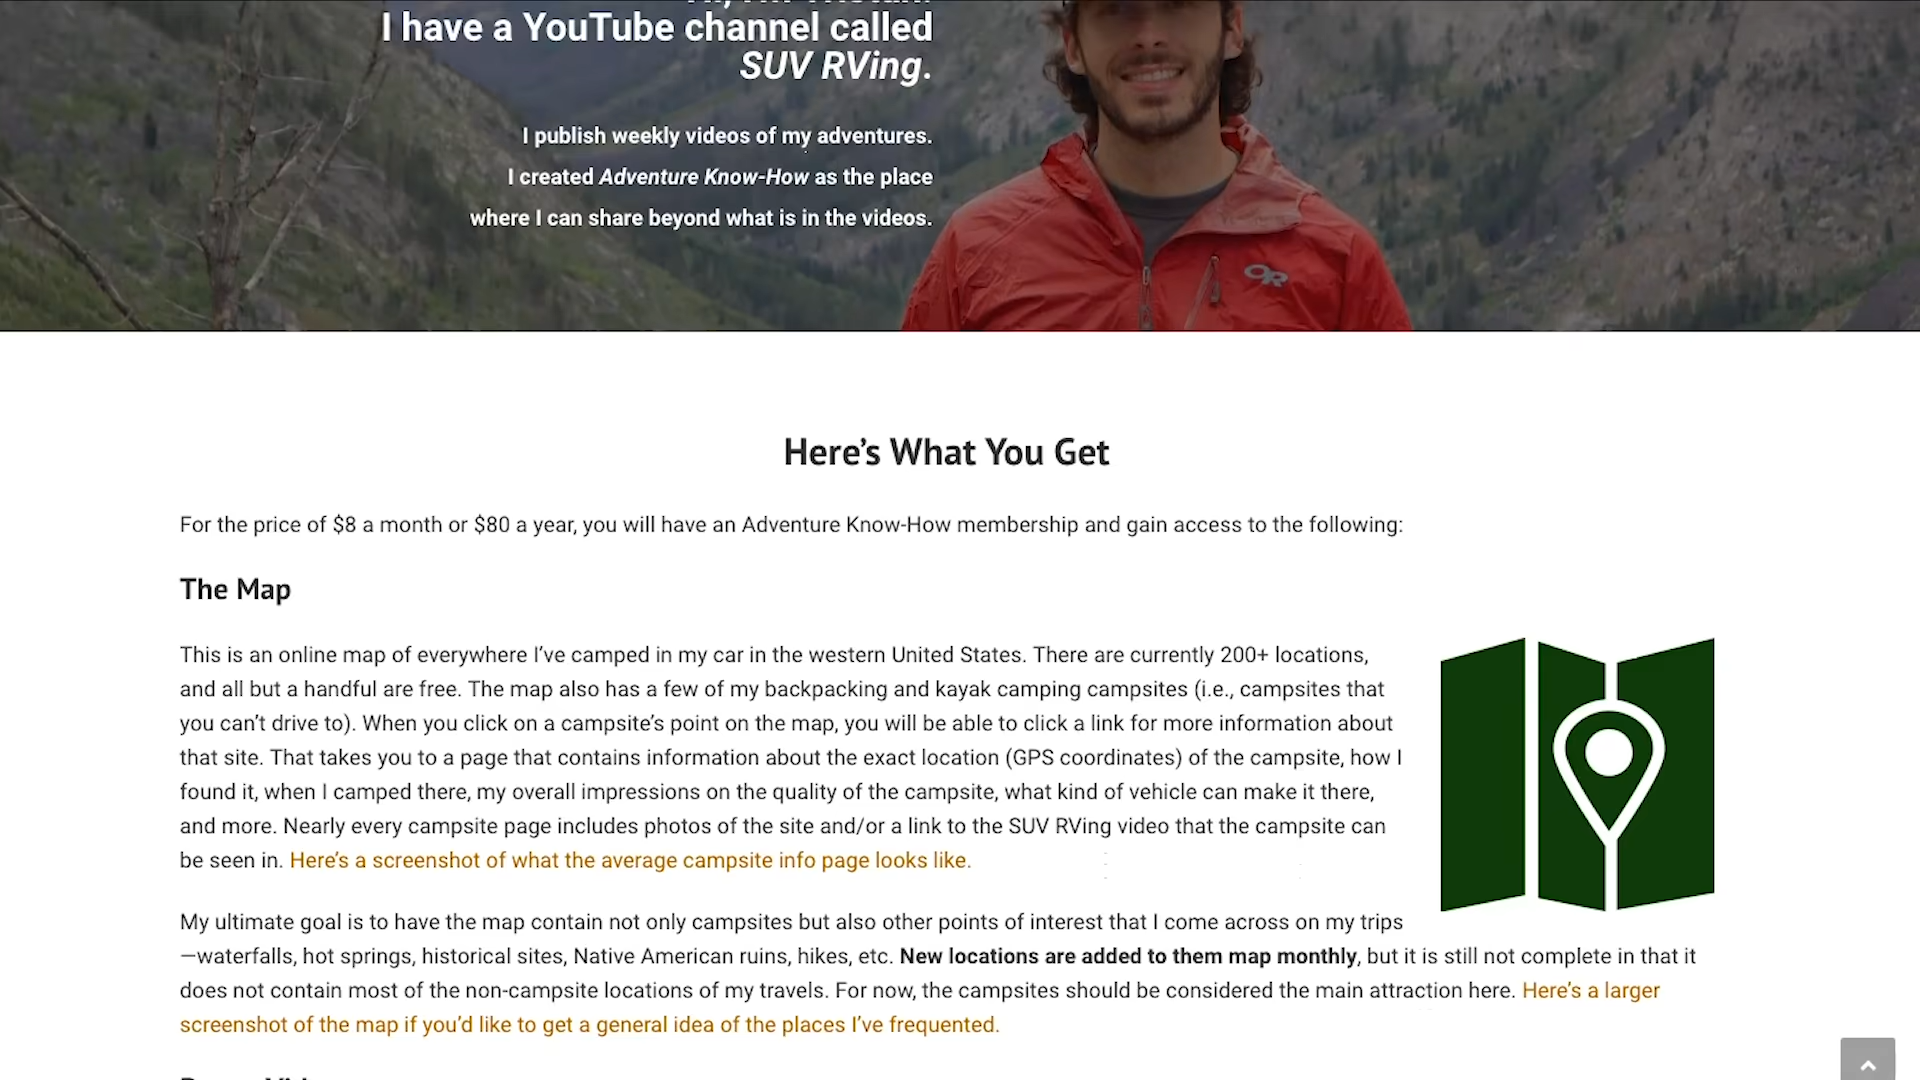 I have a YouTube channel called
SUV RVing.
I publish weekly videos of my adventures.
I created Adventure Know-How as the place
where I can share beyond what is in the videos.
OR
Here's What You Get
For the price of $8 a month or $80 a year, you will have an Adventure Know-How membership and gain access to the following:
The Map
This is an online map of everywhere I've camped in my car in the western United States. There are currently 200+ locations,
and all but a handful are free. The map also has a few of my backpacking and kayak camping campsites (i.e., campsites that
you can't drive to). When you click on a campsite's point on the map, you will be able to click a link for more information about
that site. That takes you to a page that contains information about the exact location (GPS coordinates) of the campsite, how I
found it, when I camped there, my overall impressions on the quality of the campsite, what kind of vehicle can make it there,
and more. Nearly every campsite page includes photos of the site and/or a link to the SUV RVing video that the campsite can
be seen in. Here's a screenshot of what the average campsite info page looks like.
My ultimate goal is to have the map contain not only campsites but also other points of interest that I come across on my trips
—waterfalls, hot springs, historical sites, Native American ruins, hikes, etc. New locations are added to them map monthly, but it is still not complete in that it
does not contain most of the non-campsite locations of my travels. For now, the campsites should be considered the main attraction here. Here's a larger
screenshot of the map if you'd like to get a general idea of the places I've frequented.